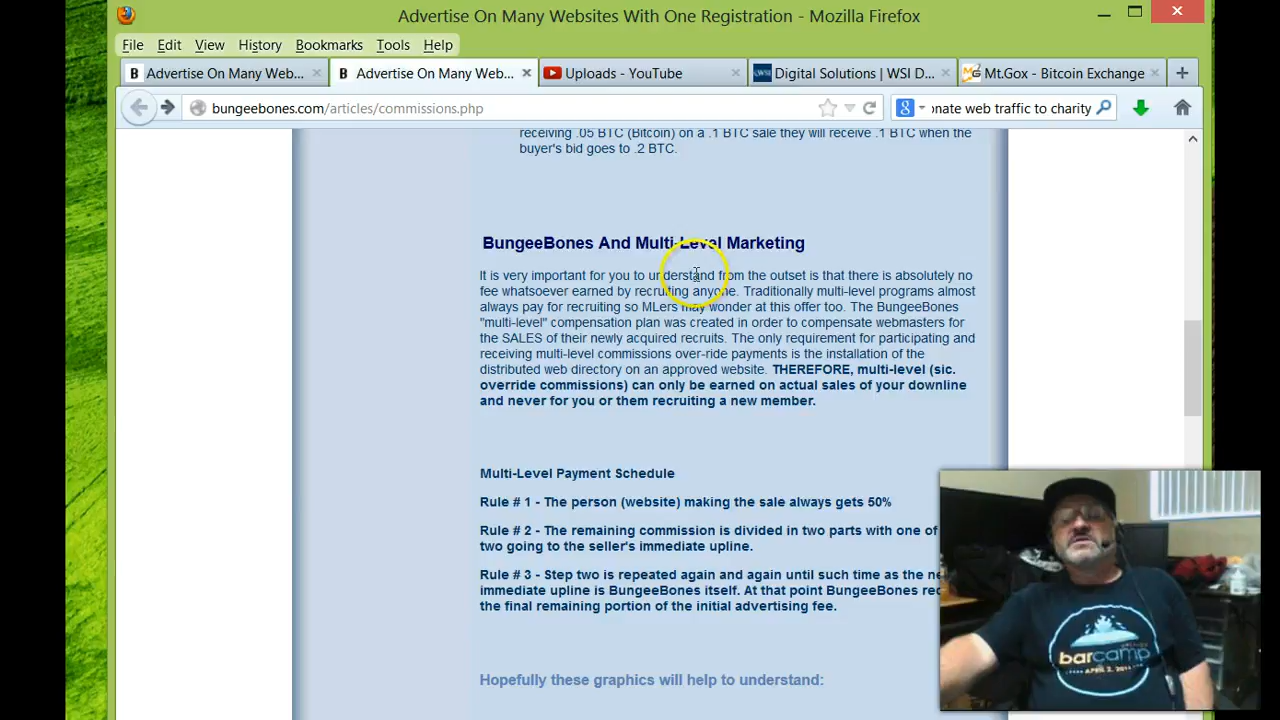 Advertise On Many Websites With One Registration - Mozilla Firefox
File Edit View History Bookmarks Tools Help
B Advertise On Many Web... × B Advertise On Many Web... × Uploads - YouTube × WSI Digital Solutions | WSI D... × Mt.Gox - Bitcoin Exchange × +
bungeebones.com/articles/commissions.php 8 onate web traffic to charity
receiving .05 BTC (Bitcoin) on a .1 BTC sale they will receive .1 BTC when the
buyer's bid goes to .2 BTC.
BungeeBones And Multi-Level Marketing
It is very important for you to understand from the outset is that there is absolutely no
fee whatsoever earned by recruiting anyone. Traditionally multi-level programs almost
always pay for recruiting so MLers may wonder at this offer too. The BungeeBones
"multi-level" compensation plan was created in order to compensate webmasters for
the SALES of their newly acquired recruits. The only requirement for participating and
receiving multi-level commissions over-ride payments is the installation of the
distributed web directory on an approved website. THEREFORE, multi-level (sic.
override commissions) can only be earned on actual sales of your downline
and never for you or them recruiting a new member.
Multi-Level Payment Schedule
Rule # 1 - The person (website) making the sale always gets 50%
Rule # 2 - The remaining commission is divided in two parts with one of
two going to the seller's immediate upline.
Rule # 3 - Step two is repeated again and again until such time as the ne
immediate upline is BungeeBones itself. At that point BungeeBones rec
the final remaining portion of the initial advertising fee.
Hopefully these graphics will help to understand:
barcamp
APRIL 2, 201